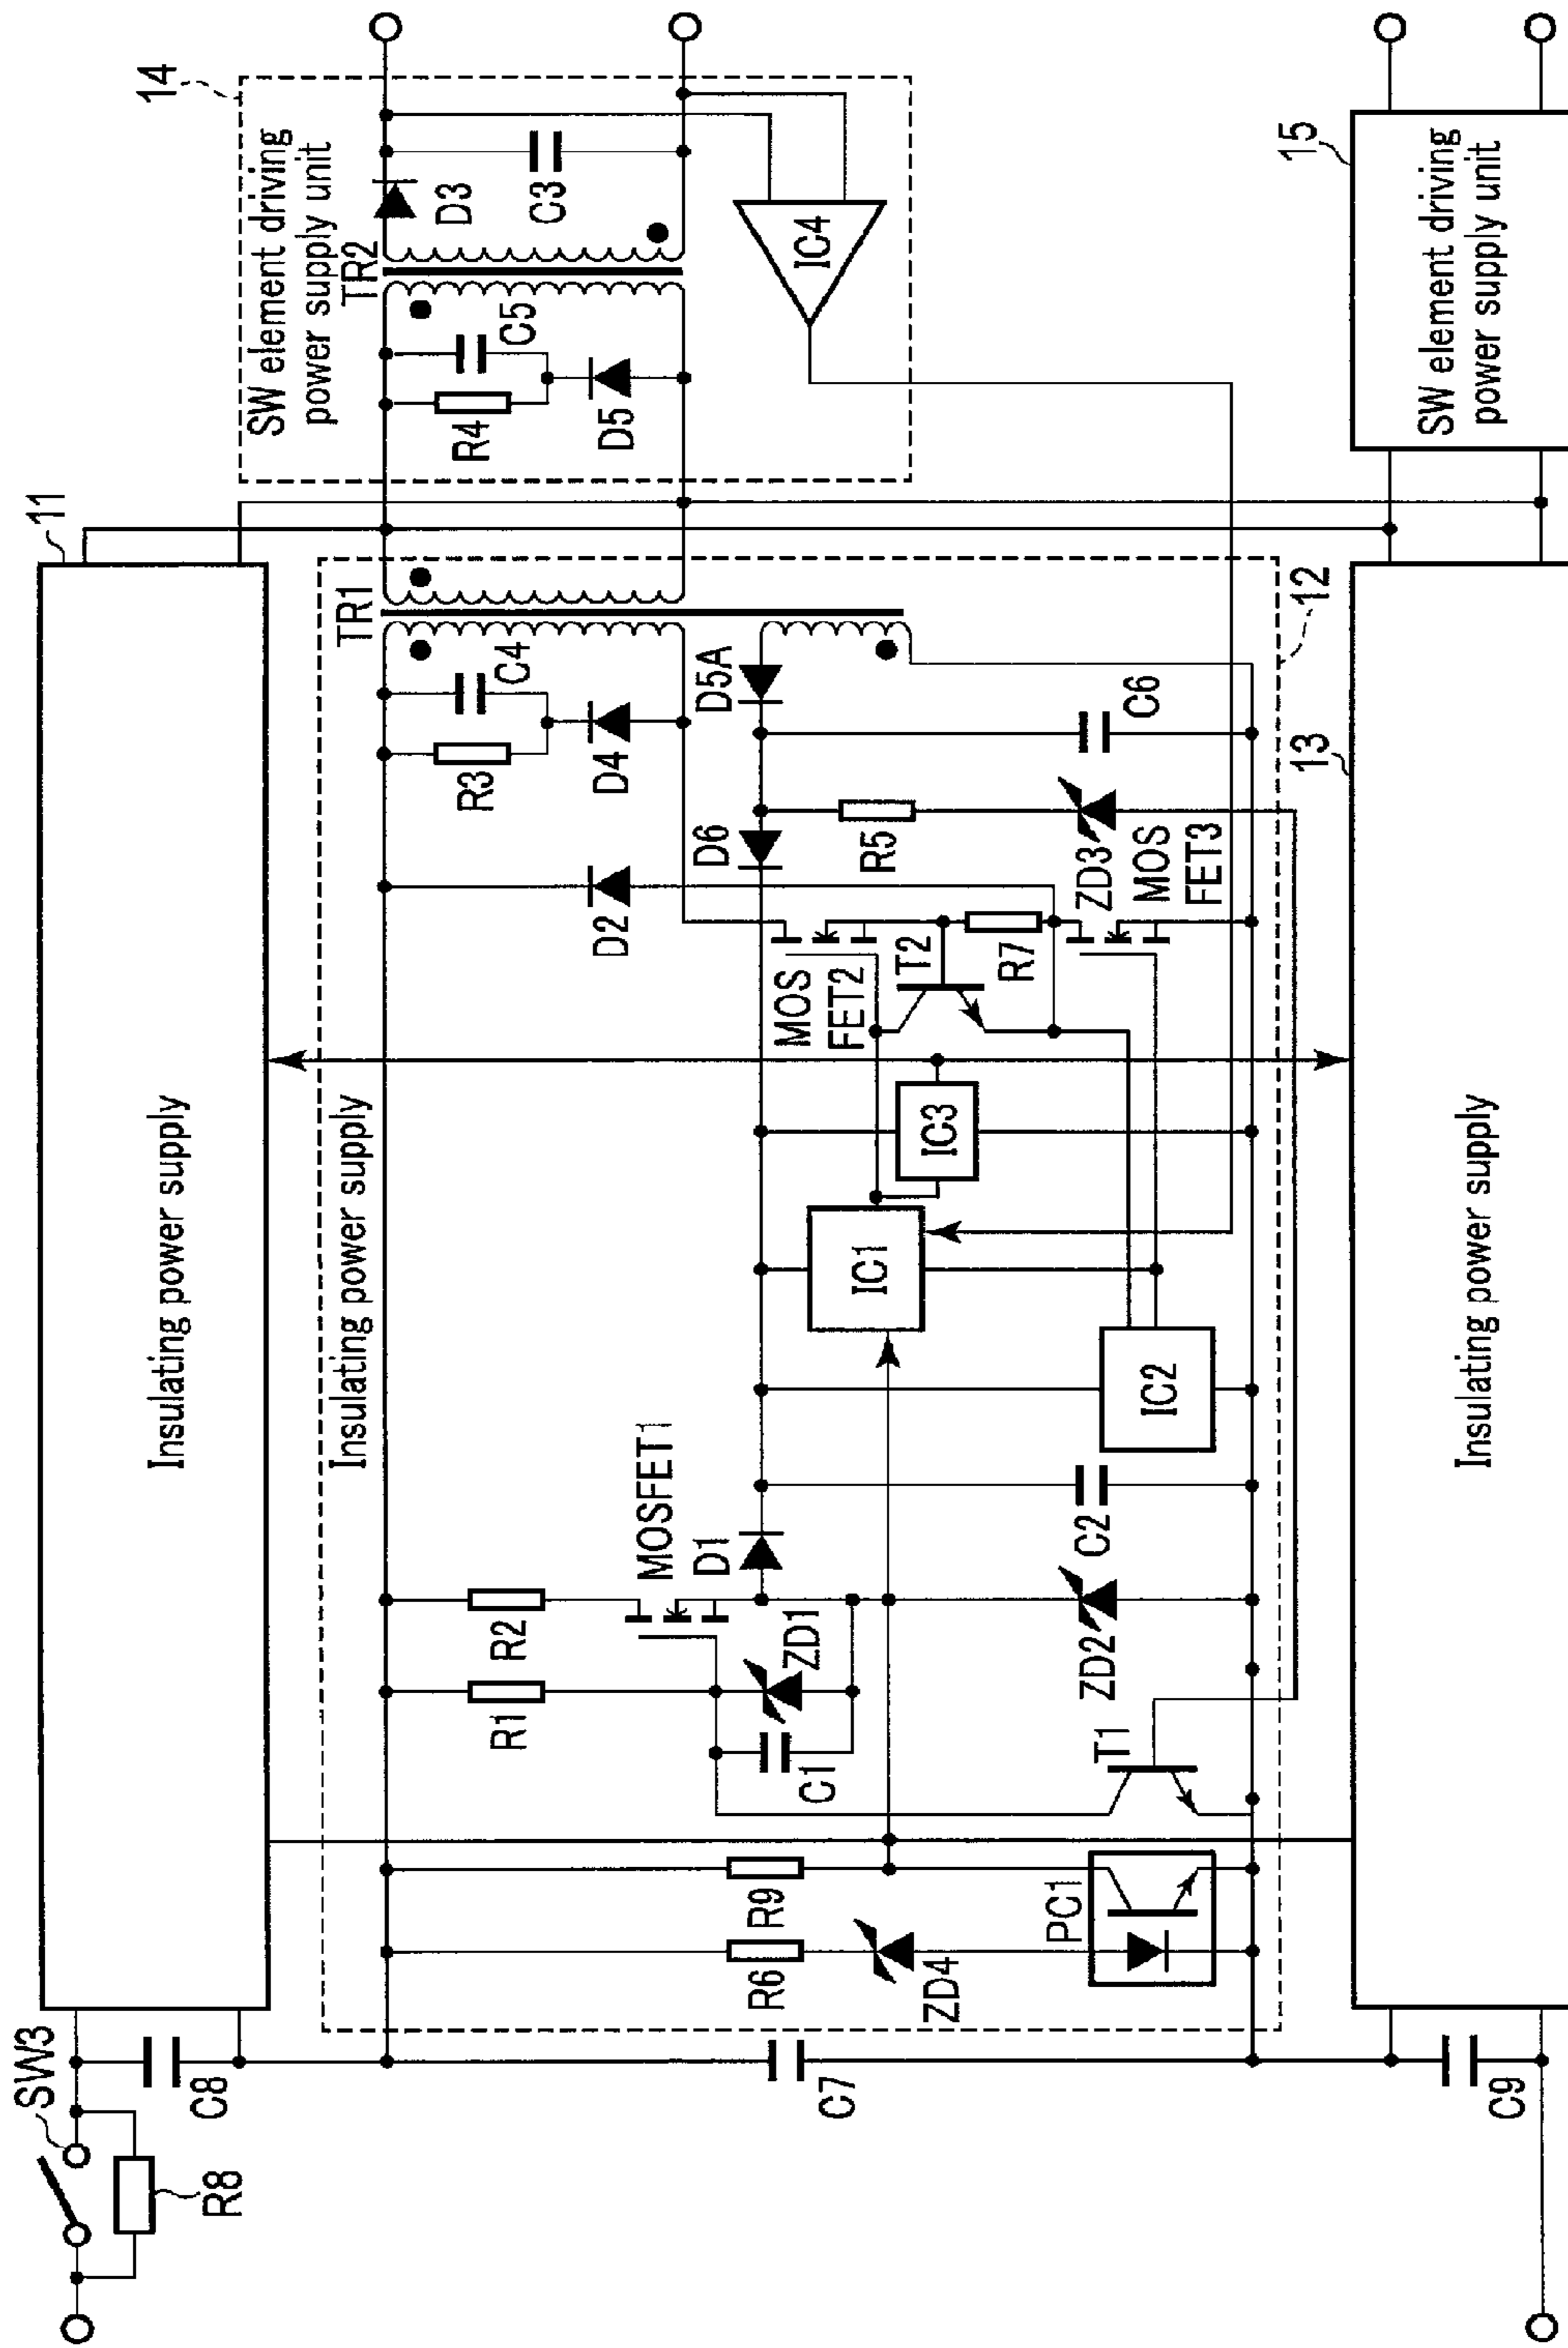 SW3
R8
C8
11
Insulating power supply
14
SW element driving
power supply unit
TR2
D3
C3
C5
R4
D5
IC4
12
Insulating power supply
TR1
C4
R3
D4
D2
D5A
D6
C6
R5
ZD3
MOS
FET3
MOS
FET2
T2
R7
IC3
IC1
IC2
MOSFET1
D1
R2
R1
ZD1
C1
C2
ZD2
T1
R9
R6
PC1
ZD4
C7
13
Insulating power supply
C9
15
SW element driving
power supply unit